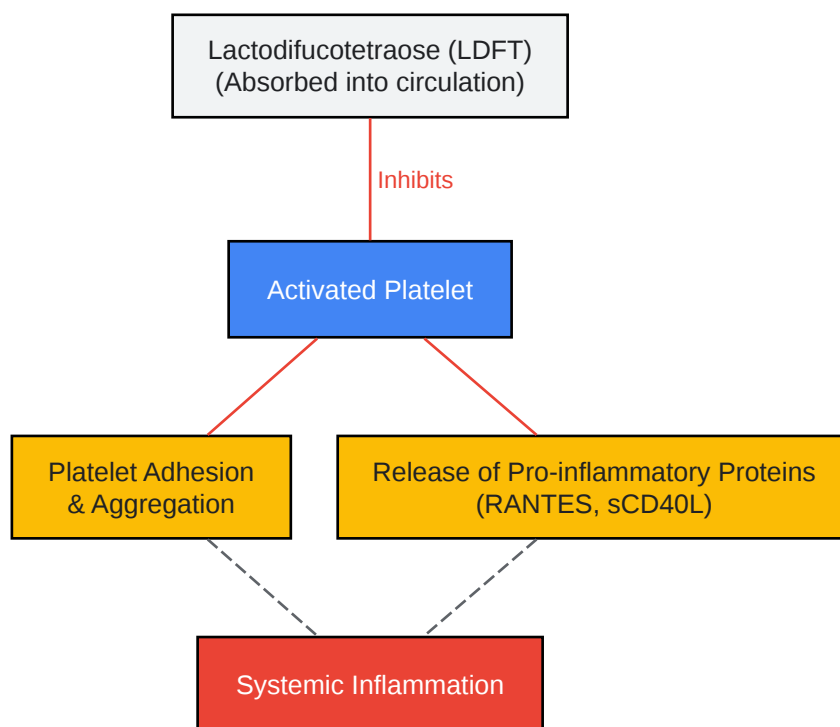 Lactodifucotetraose (LDFT)
(Absorbed into circulation)
Inhibits
Activated Platelet
Platelet Adhesion
& Aggregation
Release of Pro-inflammatory Proteins
(RANTES, sCD40L)
Systemic Inflammation